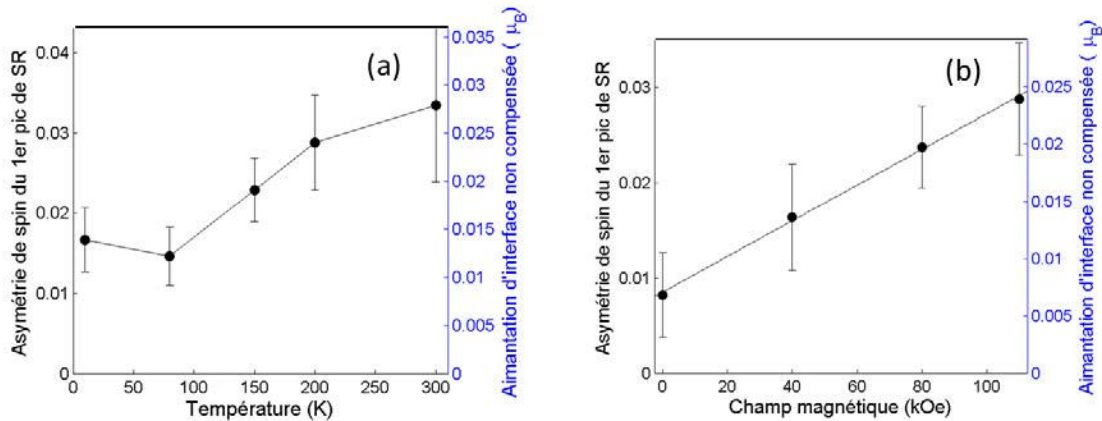 (a)
Asymétrie de spin du 1er pic de SR
0.04
0.03
0.02
0.01
0
0 50 100 150 200 250 300
Température (K)
0.035
0.03
0.025
0.02
0.015
0.01
0.005
0
Aimantation d'interface non compensée ( μB)
(b)
Asymétrie de spin du 1er pic de SR
0.03
0.02
0.01
0
0 20 40 60 80 100
Champ magnétique (kOe)
0.025
0.02
0.015
0.01
0.005
0
Aimantation d'interface non compensée ( μB)